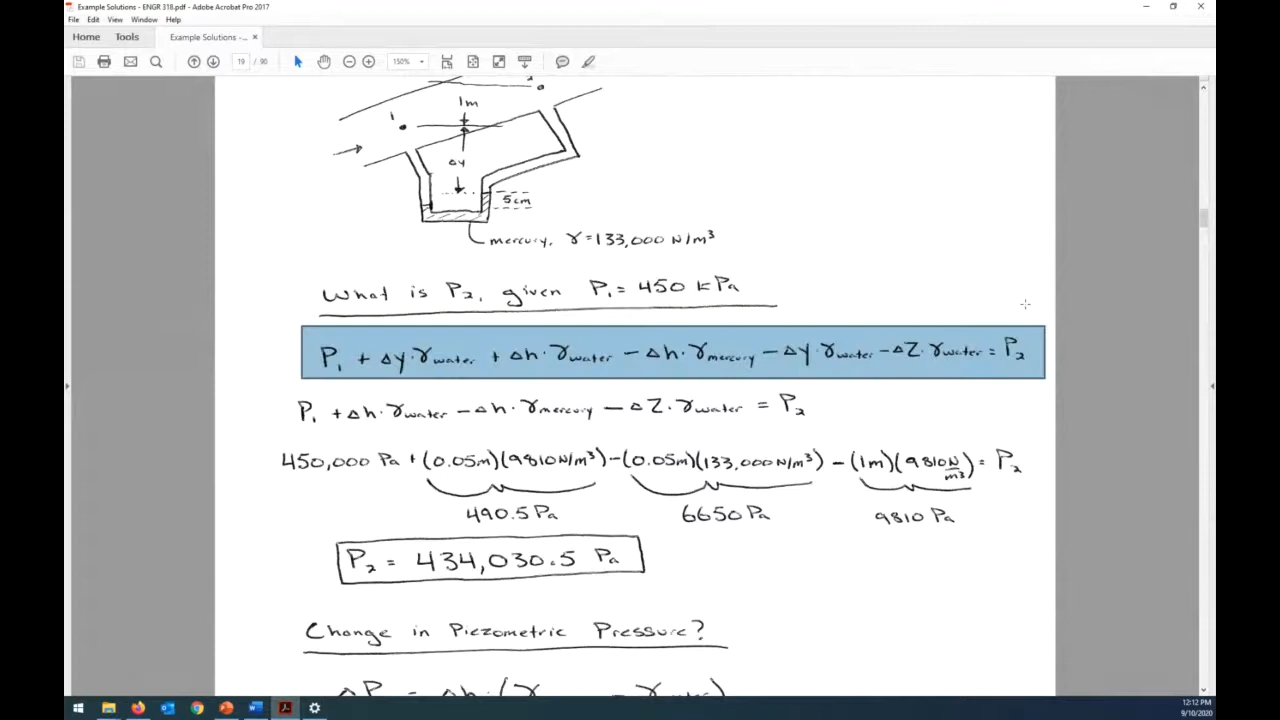 Example Solutions - ENGR 318.pdf - Adobe Acrobat Pro 2017
File Edit View Window Help
Home Tools Example Solutions -... ×
19 / 90 150%
1m
1
Δy
5cm
mercury, γ=133,000 N/m³
What is P₂, given P₁ = 450 kPa
P₁ + Δy·γwater + Δh·γwater − Δh·γmercury − Δy·γwater − ΔZ·γwater = P₂
P₁ + Δh·γwater − Δh·γmercury − ΔZ·γwater = P₂
450,000 Pa + (0.05m)(9810N/m³) − (0.05m)(133,000N/m³) − (1m)(9810N/m³) = P₂
490.5 Pa 6650 Pa 9810 Pa
P₂ = 434,030.5 Pa
Change in Piezometric Pressure?
12:12 PM
9/10/2020